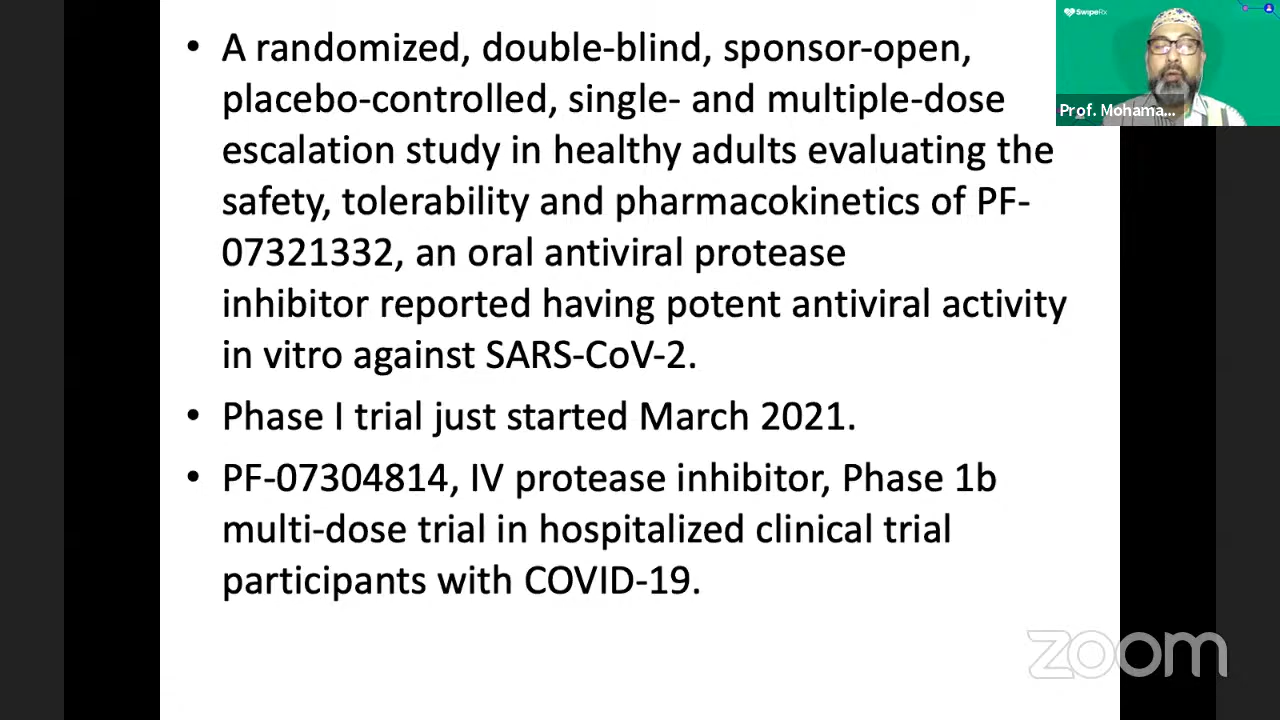 • A randomized, double-blind, sponsor-open,
placebo-controlled, single- and multiple-dose
escalation study in healthy adults evaluating the
safety, tolerability and pharmacokinetics of PF-
07321332, an oral antiviral protease
inhibitor reported having potent antiviral activity
in vitro against SARS-CoV-2.
• Phase I trial just started March 2021.
• PF-07304814, IV protease inhibitor, Phase 1b
multi-dose trial in hospitalized clinical trial
participants with COVID-19.
SwipeRx
Prof. Mohama...
zoom